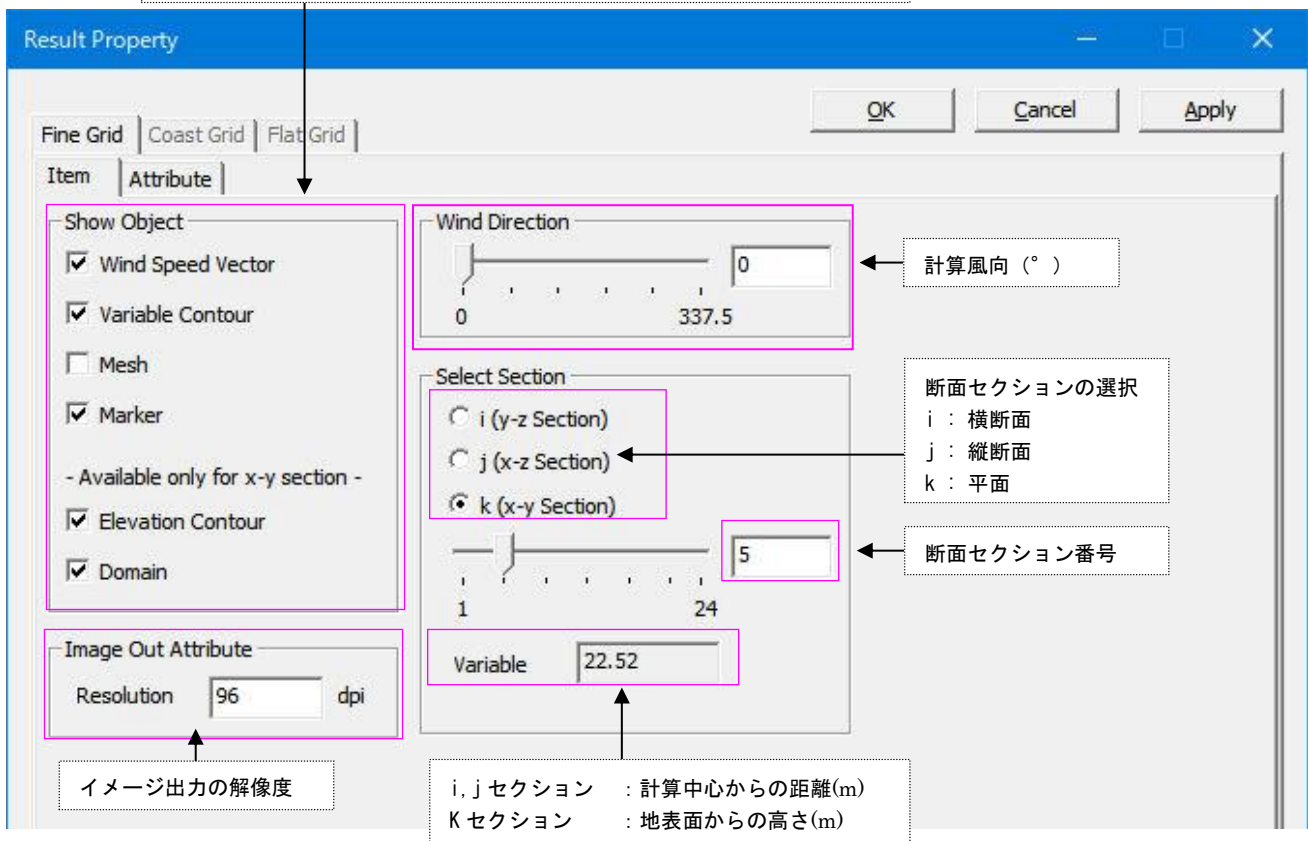 Result Property
OK Cancel Apply
Fine Grid Coast Grid Flat Grid
Item Attribute
Show Object
Wind Speed Vector
Variable Contour
Mesh
Marker
- Available only for x-y section -
Elevation Contour
Domain
Image Out Attribute
Resolution 96 dpi
イメージ出力の解像度
Wind Direction
0
0 337.5
計算風向（°）
Select Section
i (y-z Section)
j (x-z Section)
k (x-y Section)
5
1 24
Variable 22.52
断面セクションの選択
i：横断面
j：縦断面
k：平面
断面セクション番号
i,jセクション ：計算中心からの距離(m)
Kセクション ：地表面からの高さ(m)